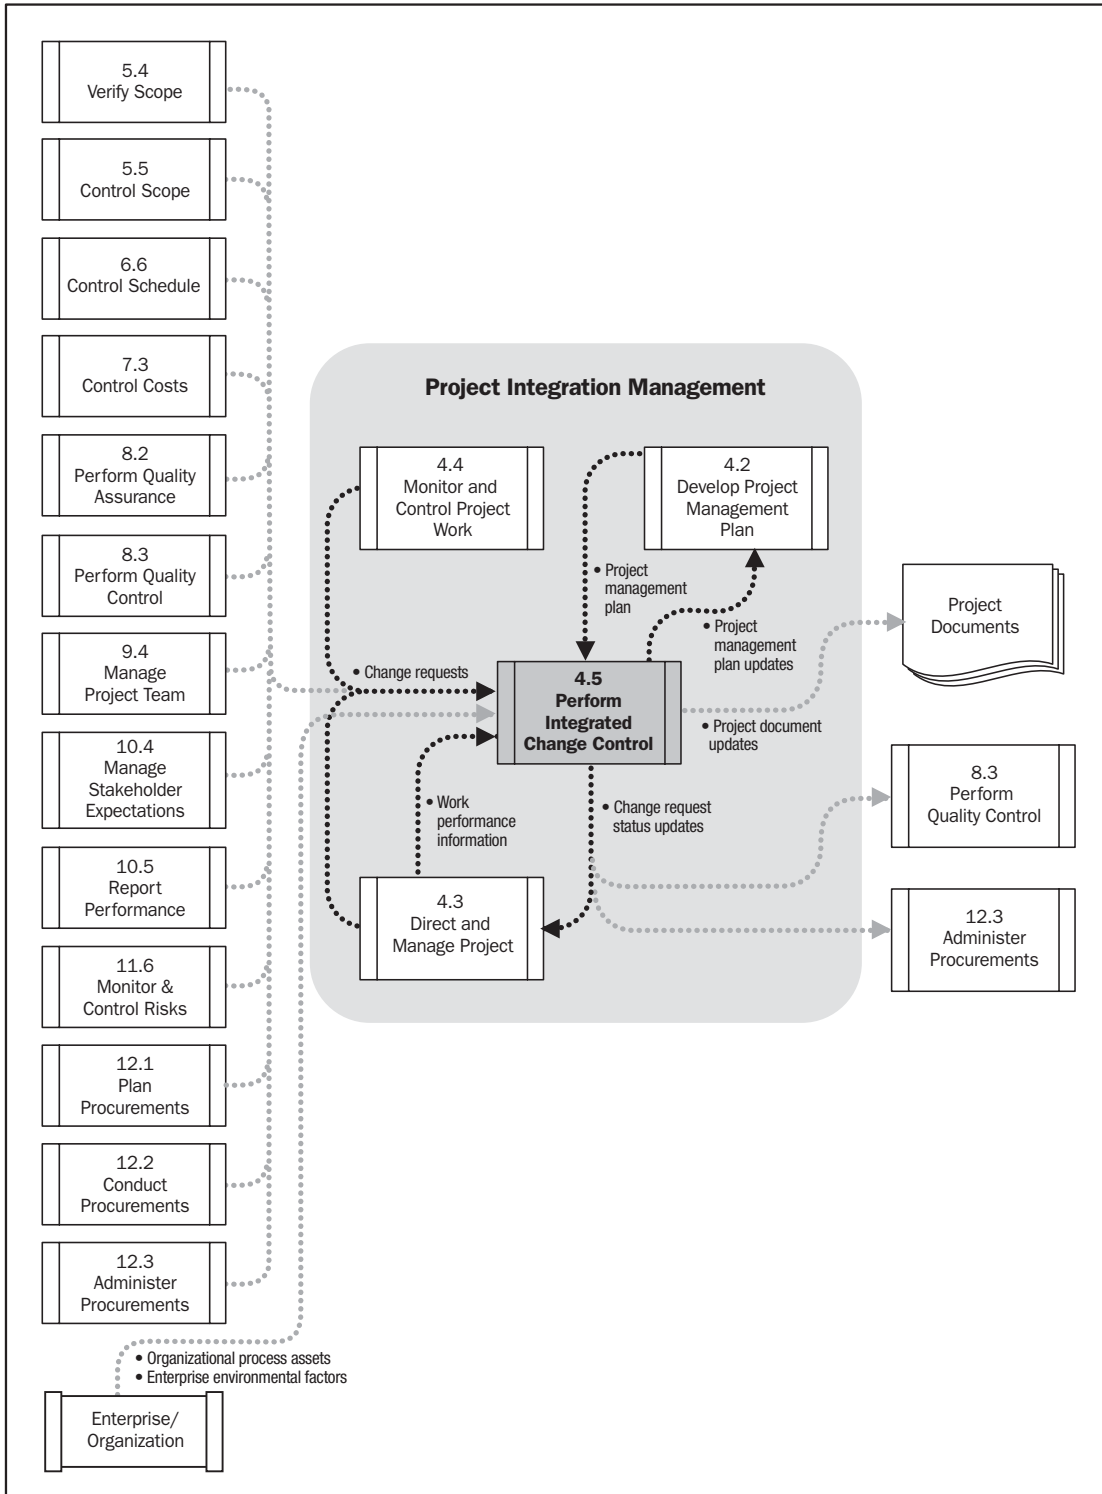 5.4
Verify Scope
5.5
Control Scope
6.6
Control Schedule
7.3
Control Costs
8.2
Perform Quality
Assurance
8.3
Perform Quality
Control
9.4
Manage
Project Team
10.4
Manage
Stakeholder
Expectations
10.5
Report
Performance
11.6
Monitor &
Control Risks
12.1
Plan
Procurements
12.2
Conduct
Procurements
12.3
Administer
Procurements
• Organizational process assets
• Enterprise environmental factors
Enterprise/
Organization
Project Integration Management
4.4
Monitor and
Control Project
Work
4.2
Develop Project
Management
Plan
• Project
management
plan
• Project
management
plan updates
• Change requests
4.5
Perform
Integrated
Change Control
• Project document
updates
• Work
performance
information
• Change request
status updates
4.3
Direct and
Manage Project
Project
Documents
8.3
Perform
Quality Control
12.3
Administer
Procurements